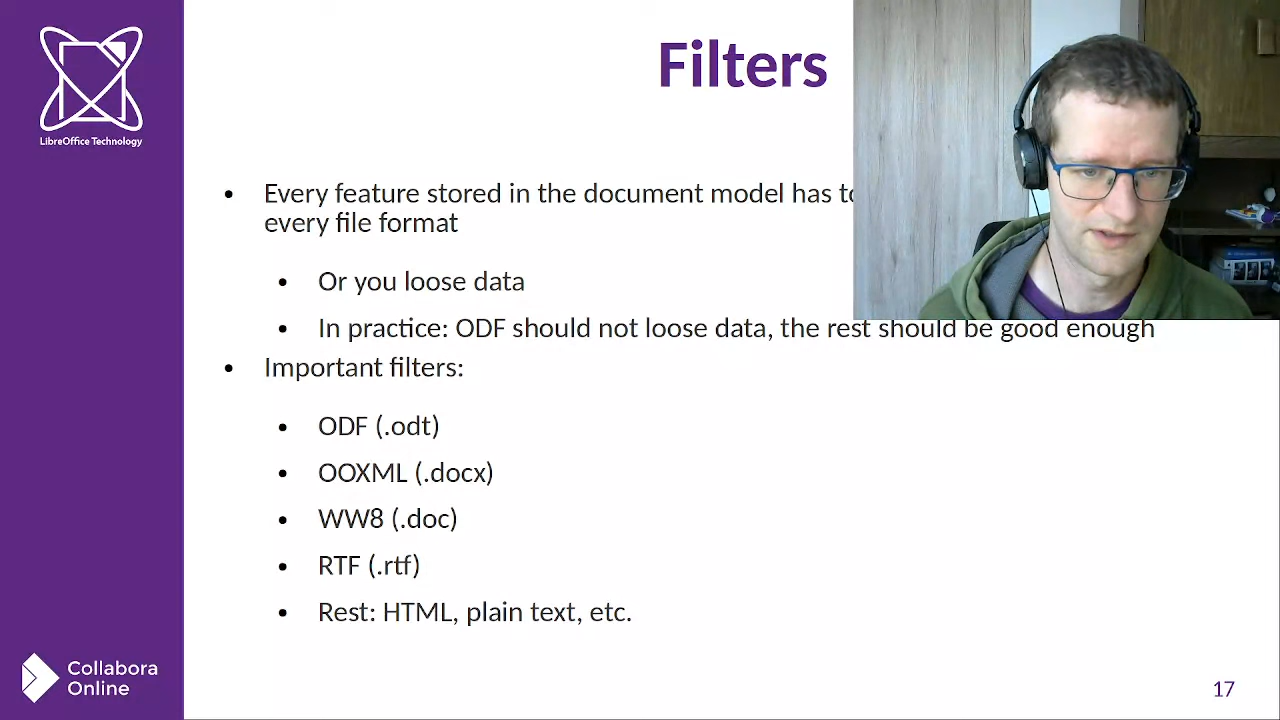 LibreOffice Technology
Filters
• Every feature stored in the document model has to
every file format
• Or you loose data
• In practice: ODF should not loose data, the rest should be good enough
• Important filters:
• ODF (.odt)
• OOXML (.docx)
• WW8 (.doc)
• RTF (.rtf)
• Rest: HTML, plain text, etc.
Collabora
Online
17